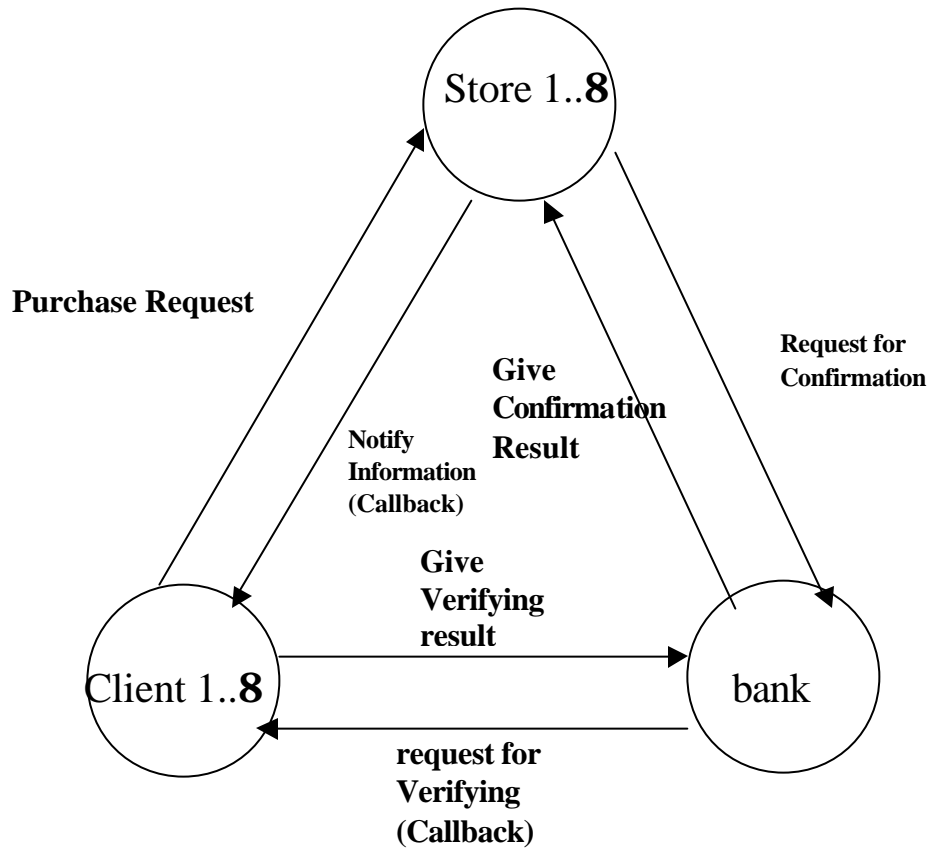 Store 1..8
Purchase Request
Request for
Confirmation
Give
Confirmation
Result
Notify
Information
(Callback)
Give
Verifying
result
Client 1..8
bank
request for
Verifying
(Callback)